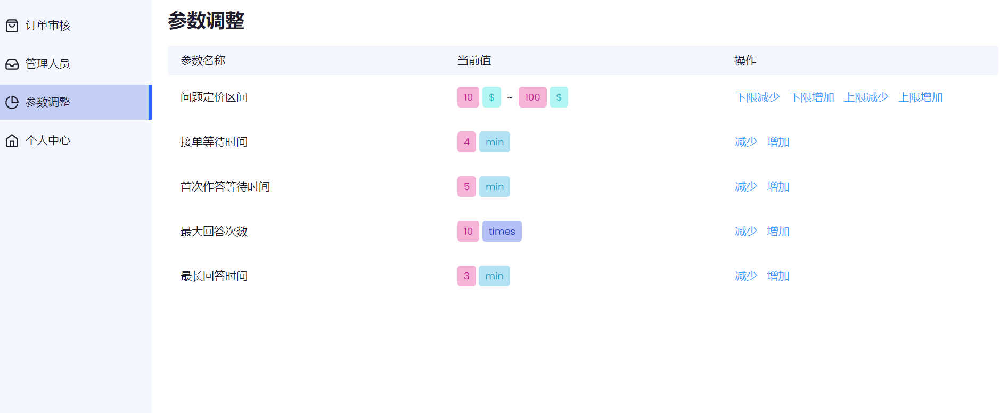 订单审核
管理人员
参数调整
个人中心
参数调整
参数名称 当前值 操作
问题定价区间 10 $ ~ 100 $ 下限减少 下限增加 上限减少 上限增加
接单等待时间 4 min 减少 增加
首次作答等待时间 5 min 减少 增加
最大回答次数 10 times 减少 增加
最长回答时间 3 min 减少 增加